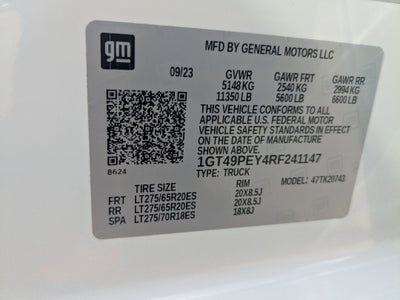 gm
MFD BY GENERAL MOTORS LLC
09/23 GVWR GAWR FRT GAWR RR
5148 KG 2540 KG 2994 KG
11350 LB 5600 LB 6600 LB
THIS VEHICLE CONFORMS TO ALL
APPLICABLE U.S. FEDERAL MOTOR
VEHICLE SAFETY STANDARDS IN EFFECT
ON THE DATE OF MANUFACTURE
SHOWN ABOVE.
1GT49PEY4RF241147
TYPE: TRUCK MODEL: 47TK20743
8624
TIRE SIZE RIM
FRT LT275/65R20ES 20X8.5J
RR LT275/65R20ES 20X8.5J
SPA LT275/70R18ES 18X8J